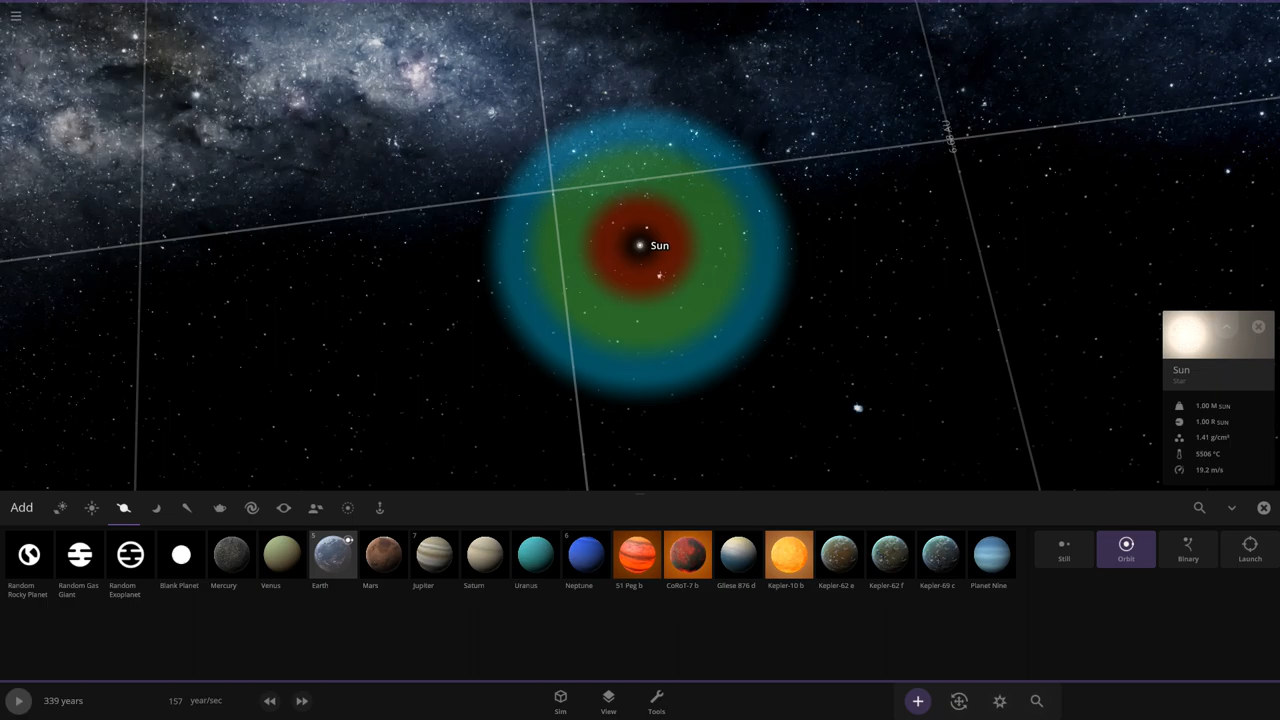 6.68 AU
Sun
Sun
Star
1.00 M SUN
1.00 R SUN
1.41 g/cm³
5506 °C
19.2 m/s
Add
5
7
6
Random Rocky Planet
Random Gas Giant
Random Exoplanet
Blank Planet
Mercury
Venus
Earth
Mars
Jupiter
Saturn
Uranus
Neptune
51 Peg b
CoRoT-7 b
Gliese 876 d
Kepler-10 b
Kepler-62 e
Kepler-62 f
Kepler-69 c
Planet Nine
Still
Orbit
Binary
Launch
339 years
157 year/sec
Sim
View
Tools